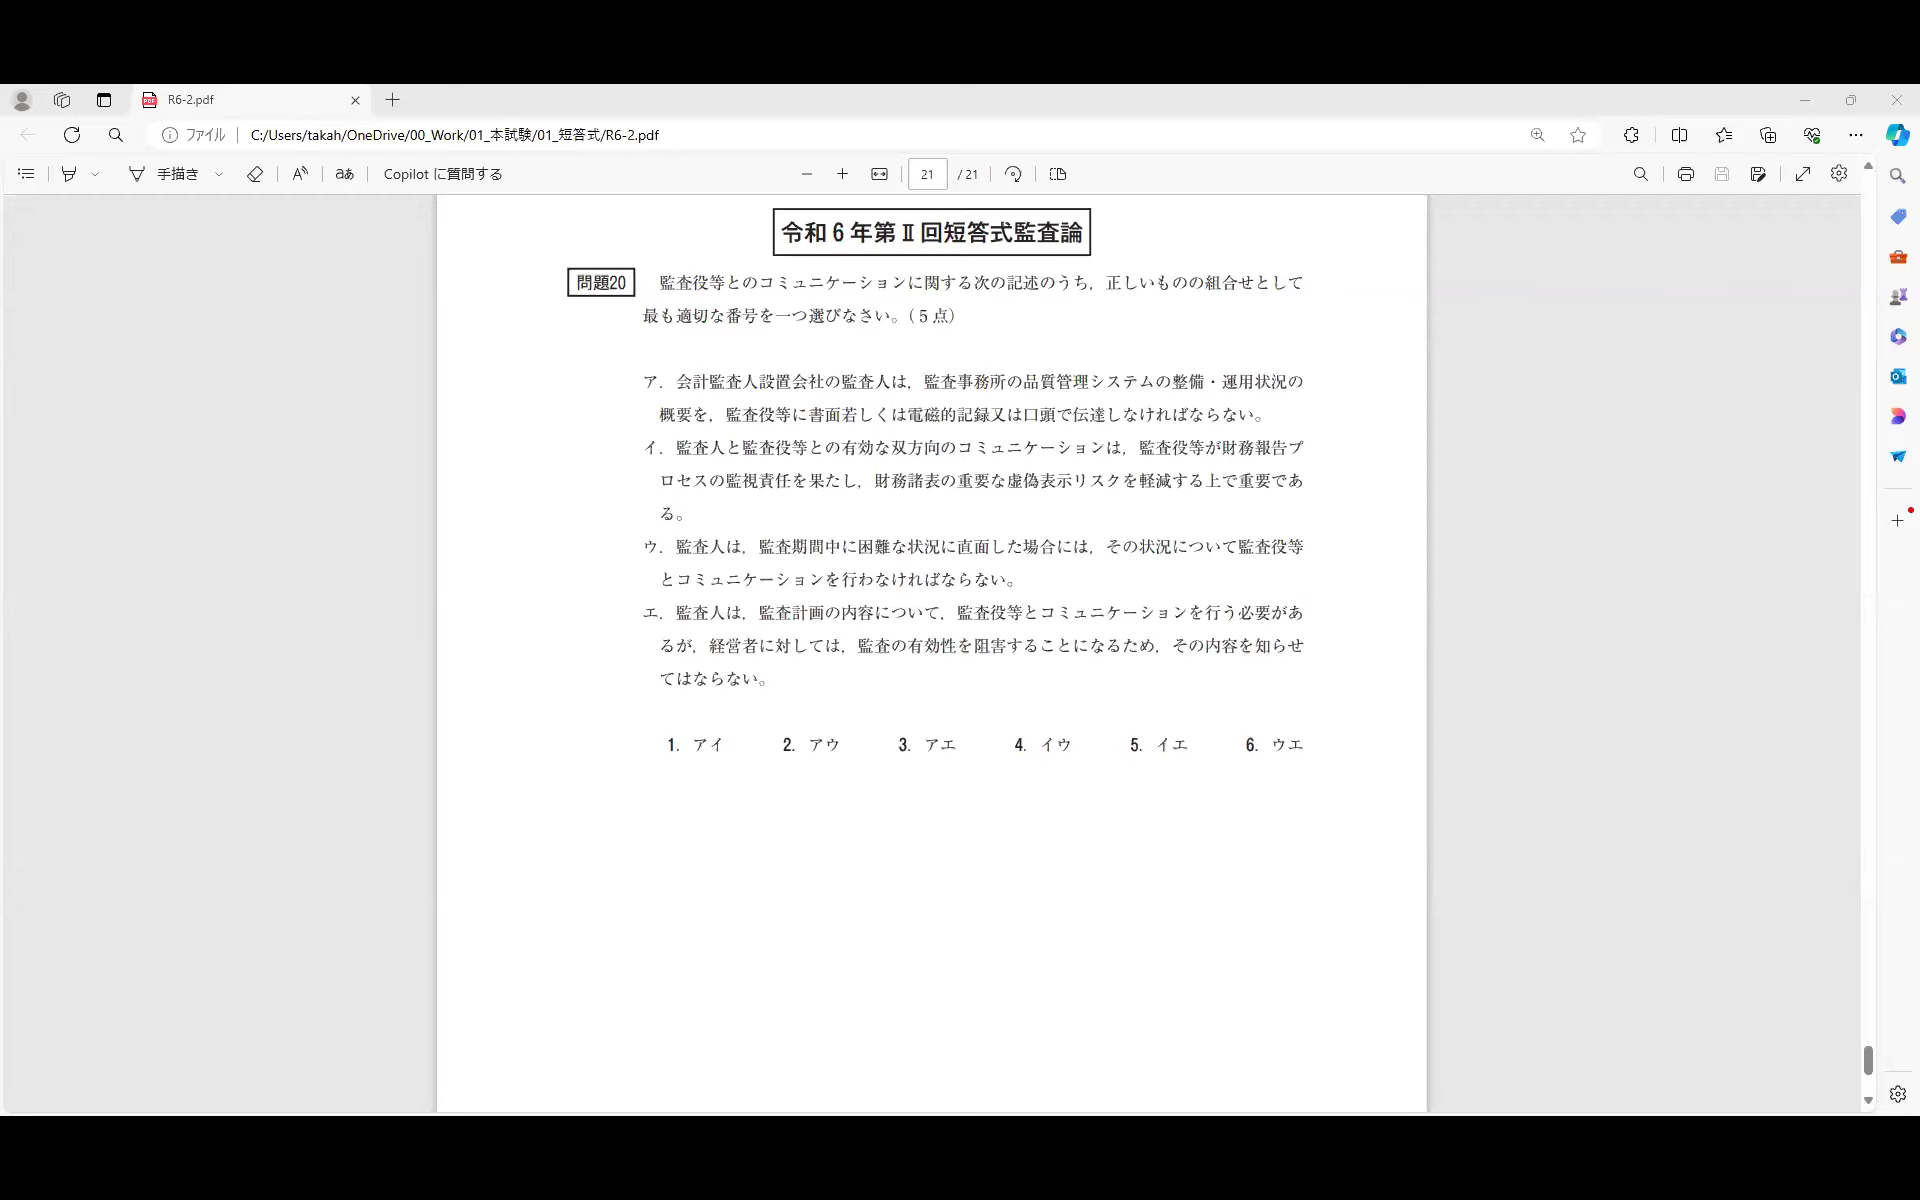 R6-2.pdf
ファイル C:/Users/takah/OneDrive/00_Work/01_本試験/01_短答式/R6-2.pdf
手描き aあ Copilot に質問する 21 / 21
令和6年第Ⅱ回短答式監査論
問題20 監査役等とのコミュニケーションに関する次の記述のうち，正しいものの組合せとして
最も適切な番号を一つ選びなさい。（5点）
ア．会計監査人設置会社の監査人は，監査事務所の品質管理システムの整備・運用状況の
概要を，監査役等に書面若しくは電磁的記録又は口頭で伝達しなければならない。
イ．監査人と監査役等との有効な双方向のコミュニケーションは，監査役等が財務報告プ
ロセスの監視責任を果たし，財務諸表の重要な虚偽表示リスクを軽減する上で重要であ
る。
ウ．監査人は，監査期間中に困難な状況に直面した場合には，その状況について監査役等
とコミュニケーションを行わなければならない。
エ．監査人は，監査計画の内容について，監査役等とコミュニケーションを行う必要があ
るが，経営者に対しては，監査の有効性を阻害することになるため，その内容を知らせ
てはならない。
1. アイ 2. アウ 3. アエ 4. イウ 5. イエ 6. ウエ